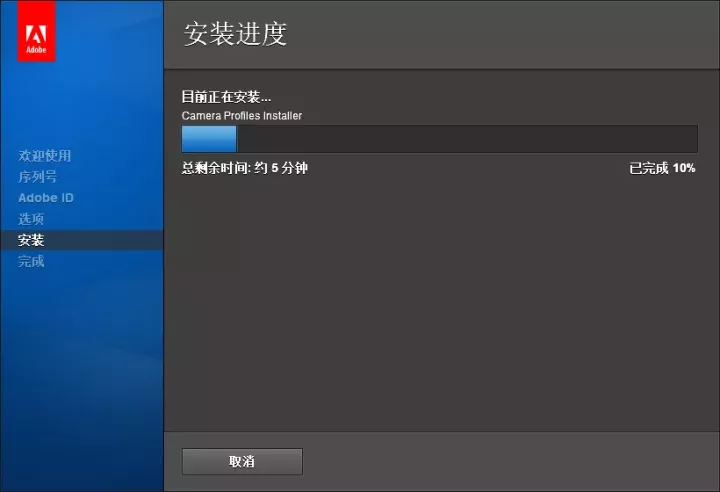 Adobe
安装进度
欢迎使用
序列号
Adobe ID
选项
安装
完成
目前正在安装...
Camera Profiles Installer
总剩余时间: 约 5 分钟 已完成 10%
取消